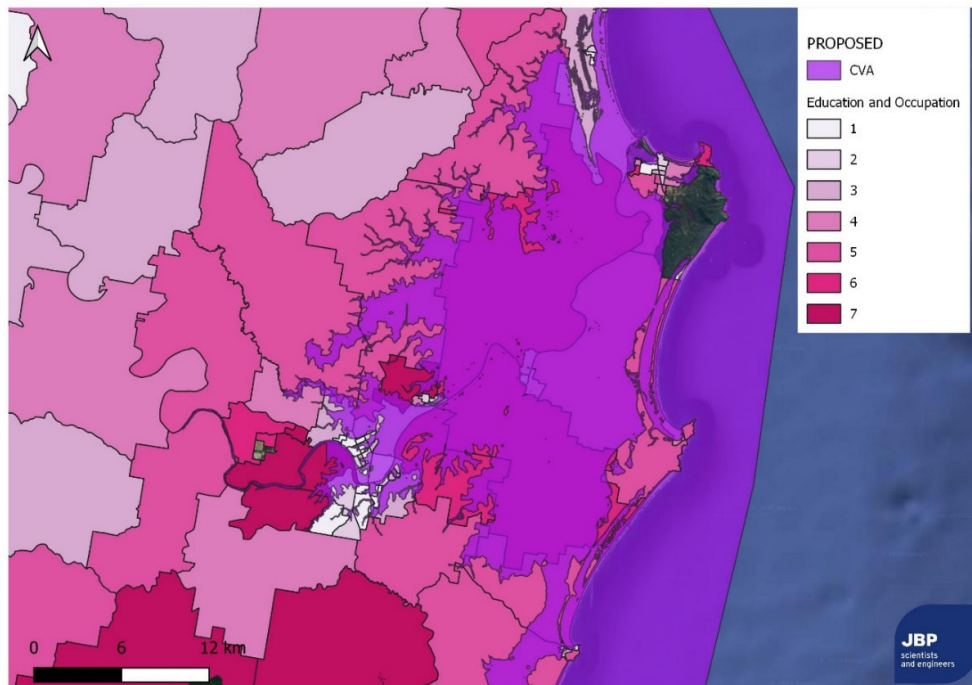 PROPOSED
CVA
Education and Occupation
1
2
3
4
5
6
7
0
6
12 km
JBP
scientists
and engineers